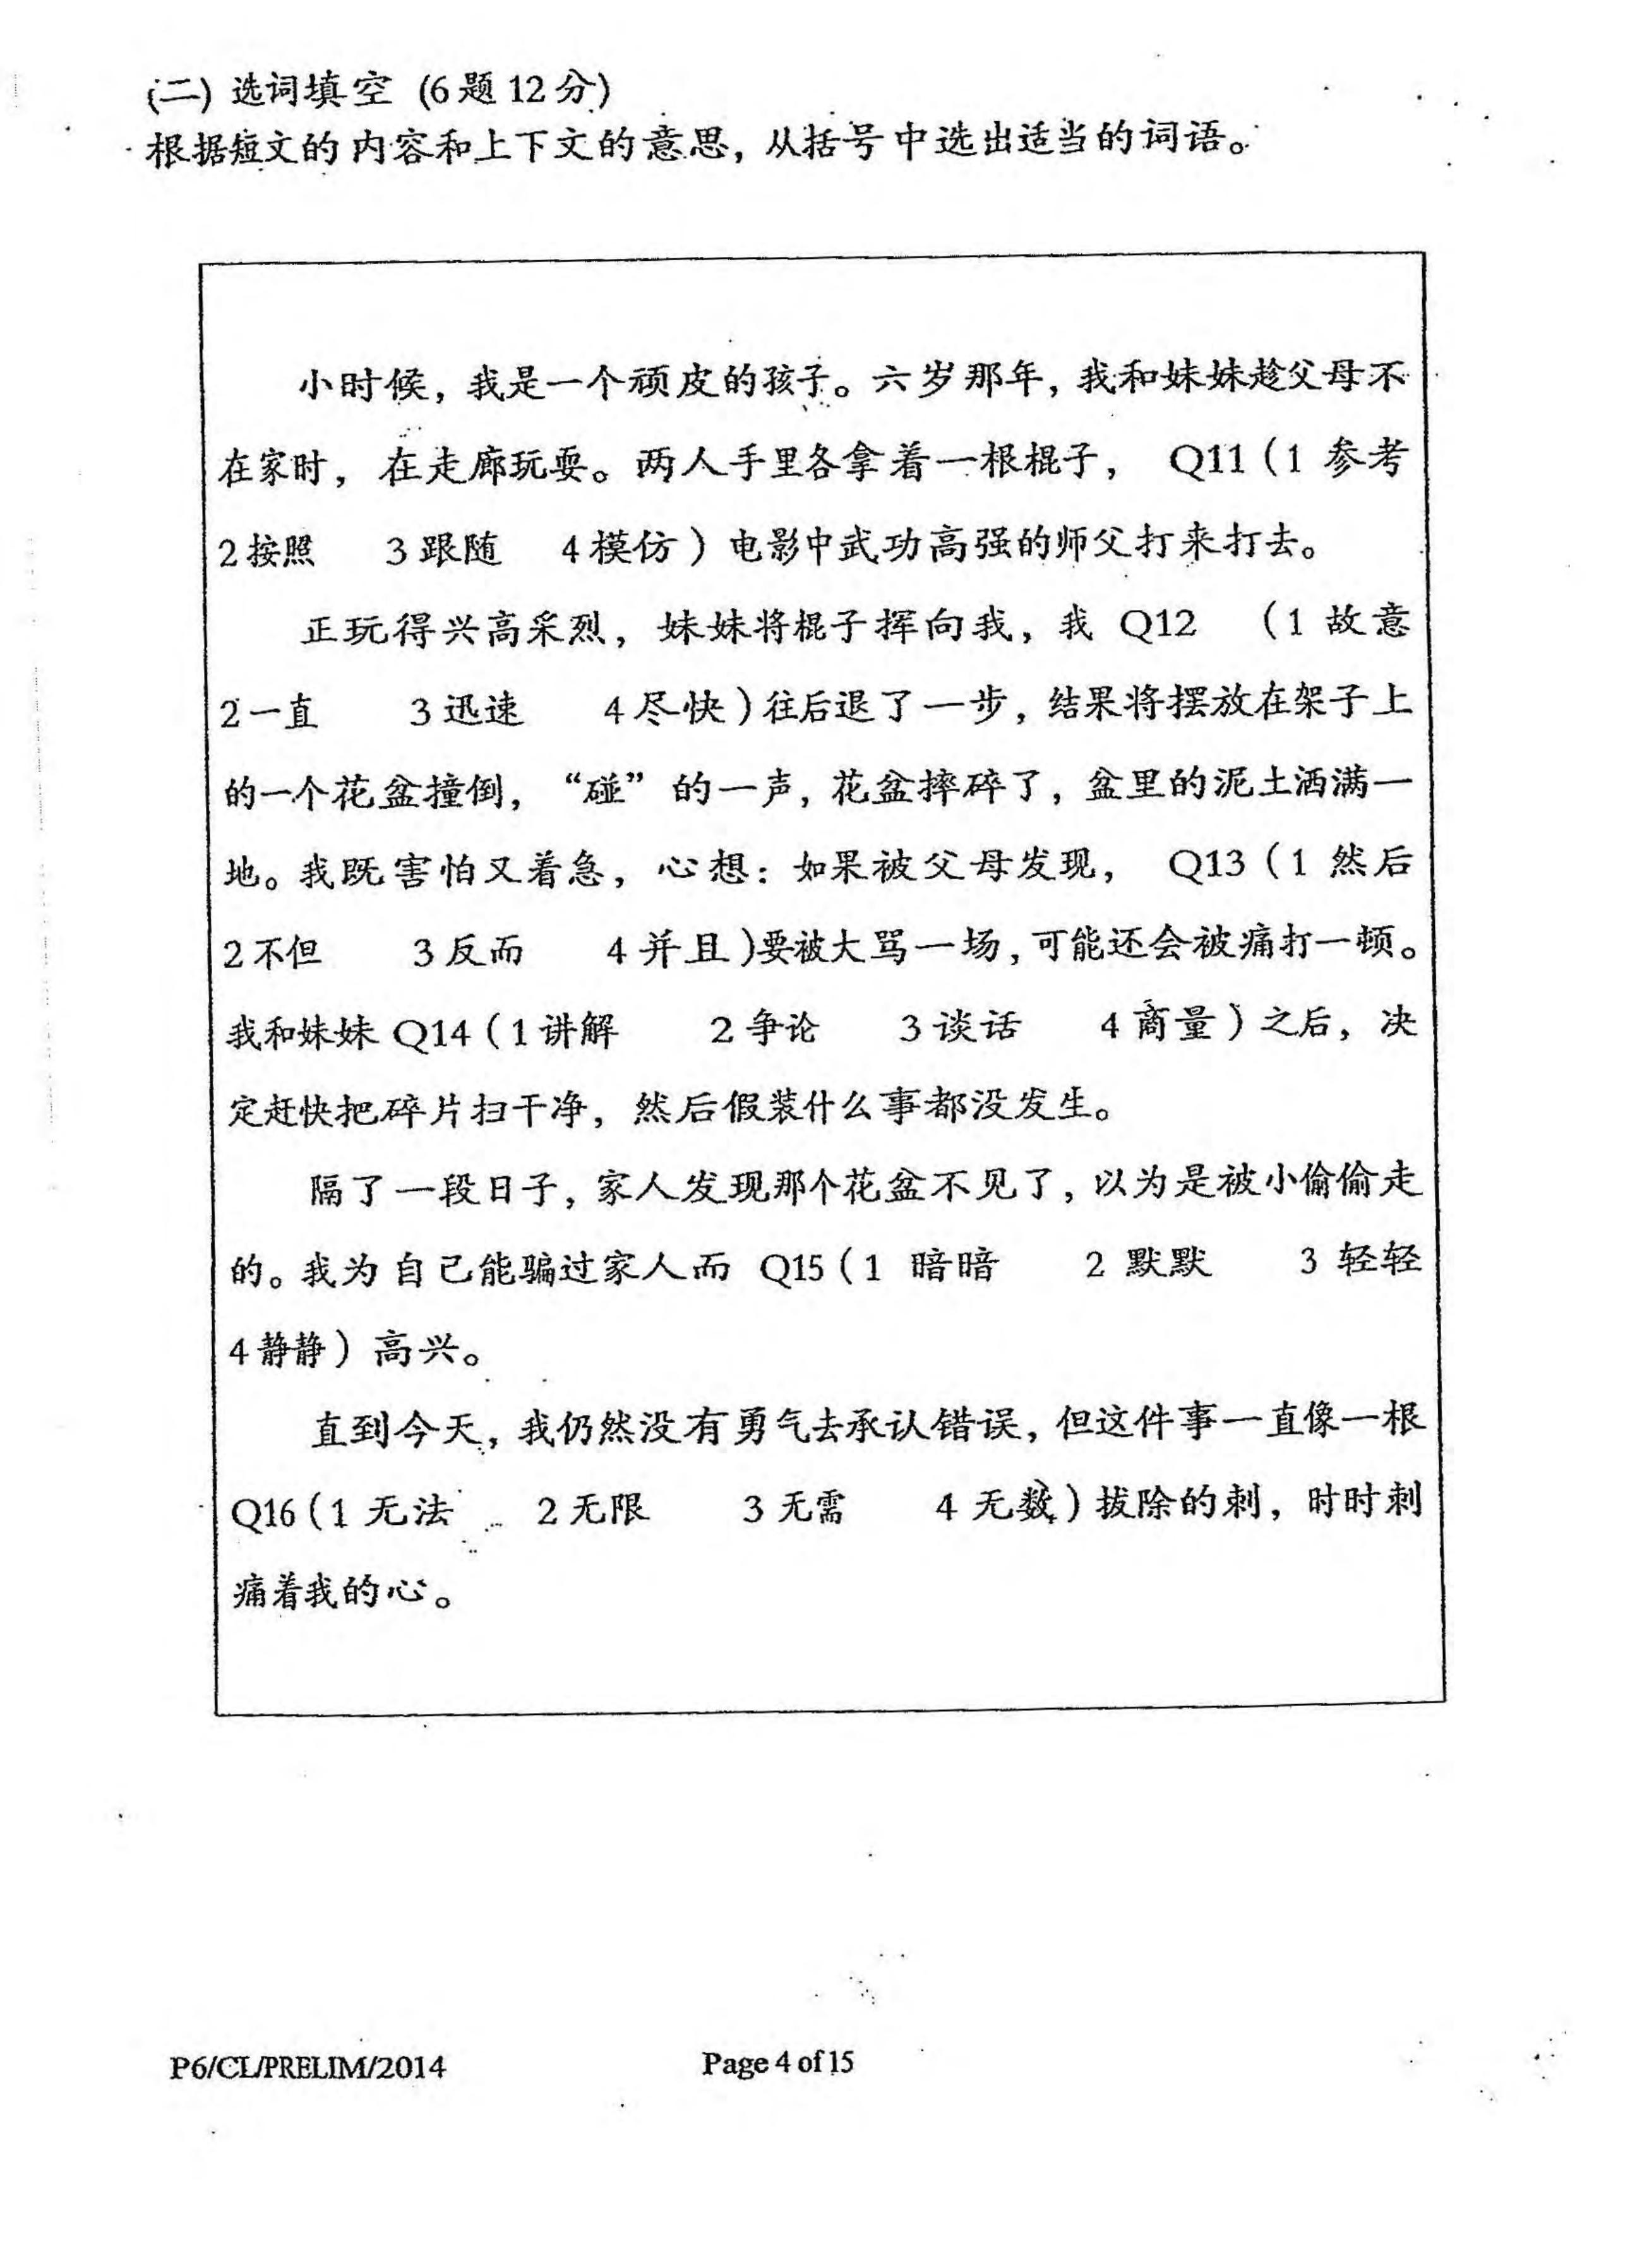 (二) 选词填空 (6题12分)
根据短文的内容和上下文的意思，从括号中选出适当的词语。
小时候，我是一个顽皮的孩子。六岁那年，我和妹妹趁父母不
在家时，在走廊玩耍。两人手里各拿着一根棍子， Q11（1 参考
2按照 3跟随 4模仿）电影中武功高强的师父打来打去。
正玩得兴高采烈，妹妹将棍子挥向我，我 Q12 （1 故意
2一直 3迅速 4尽快）往后退了一步，结果将摆放在架子上
的一个花盆撞倒，“碰”的一声，花盆摔碎了，盆里的泥土洒满一
地。我既害怕又着急，心想：如果被父母发现， Q13（1 然后
2不但 3反而 4并且)要被大骂一场，可能还会被痛打一顿。
我和妹妹 Q14（1讲解 2争论 3谈话 4商量）之后，决
定赶快把碎片扫干净，然后假装什么事都没发生。
隔了一段日子，家人发现那个花盆不见了，以为是被小偷偷走
的。我为自己能骗过家人而 Q15（1 暗暗 2 默默 3 轻轻
4静静）高兴。
直到今天，我仍然没有勇气去承认错误，但这件事一直像一根
Q16（1 无法 2无限 3无需 4 无数）拔除的刺，时时刺
痛着我的心。
P6/CL/PRELIM/2014 Page 4 of 15